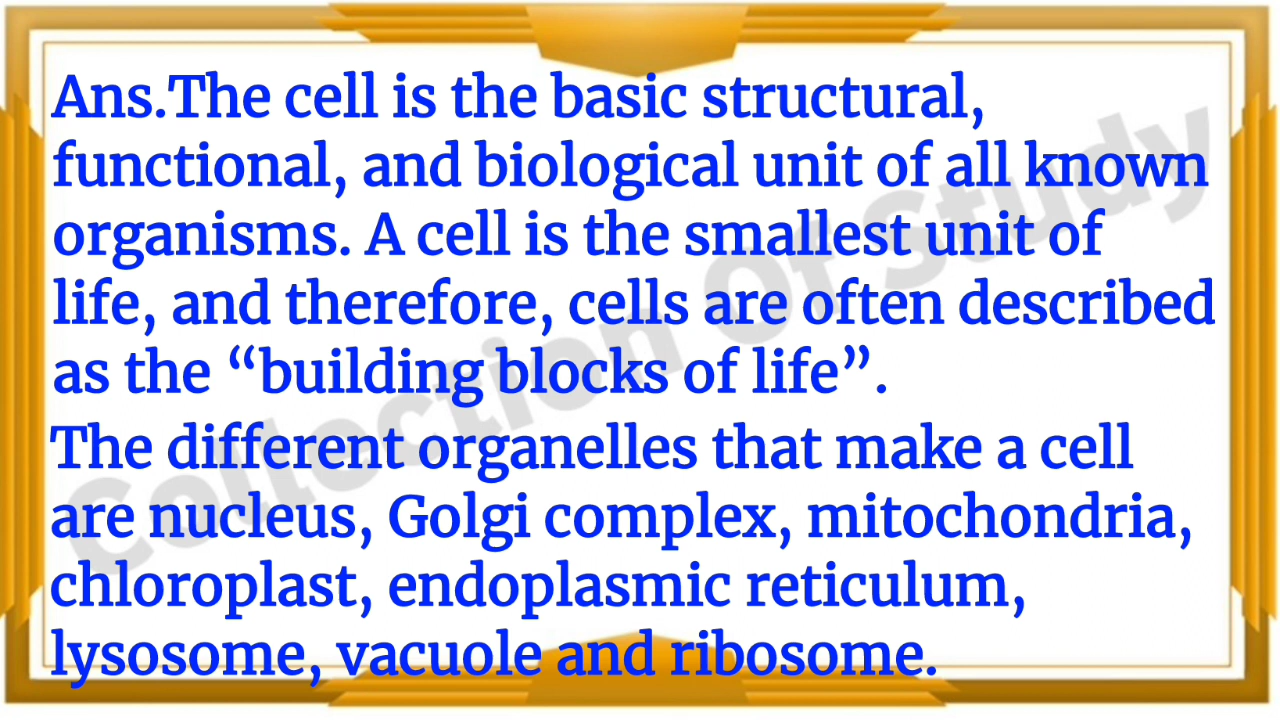 Ans.The cell is the basic structural,
functional, and biological unit of all known
organisms. A cell is the smallest unit of
life, and therefore, cells are often described
as the “building blocks of life”.
The different organelles that make a cell
are nucleus, Golgi complex, mitochondria,
chloroplast, endoplasmic reticulum,
lysosome, vacuole and ribosome.
Collection Of Study